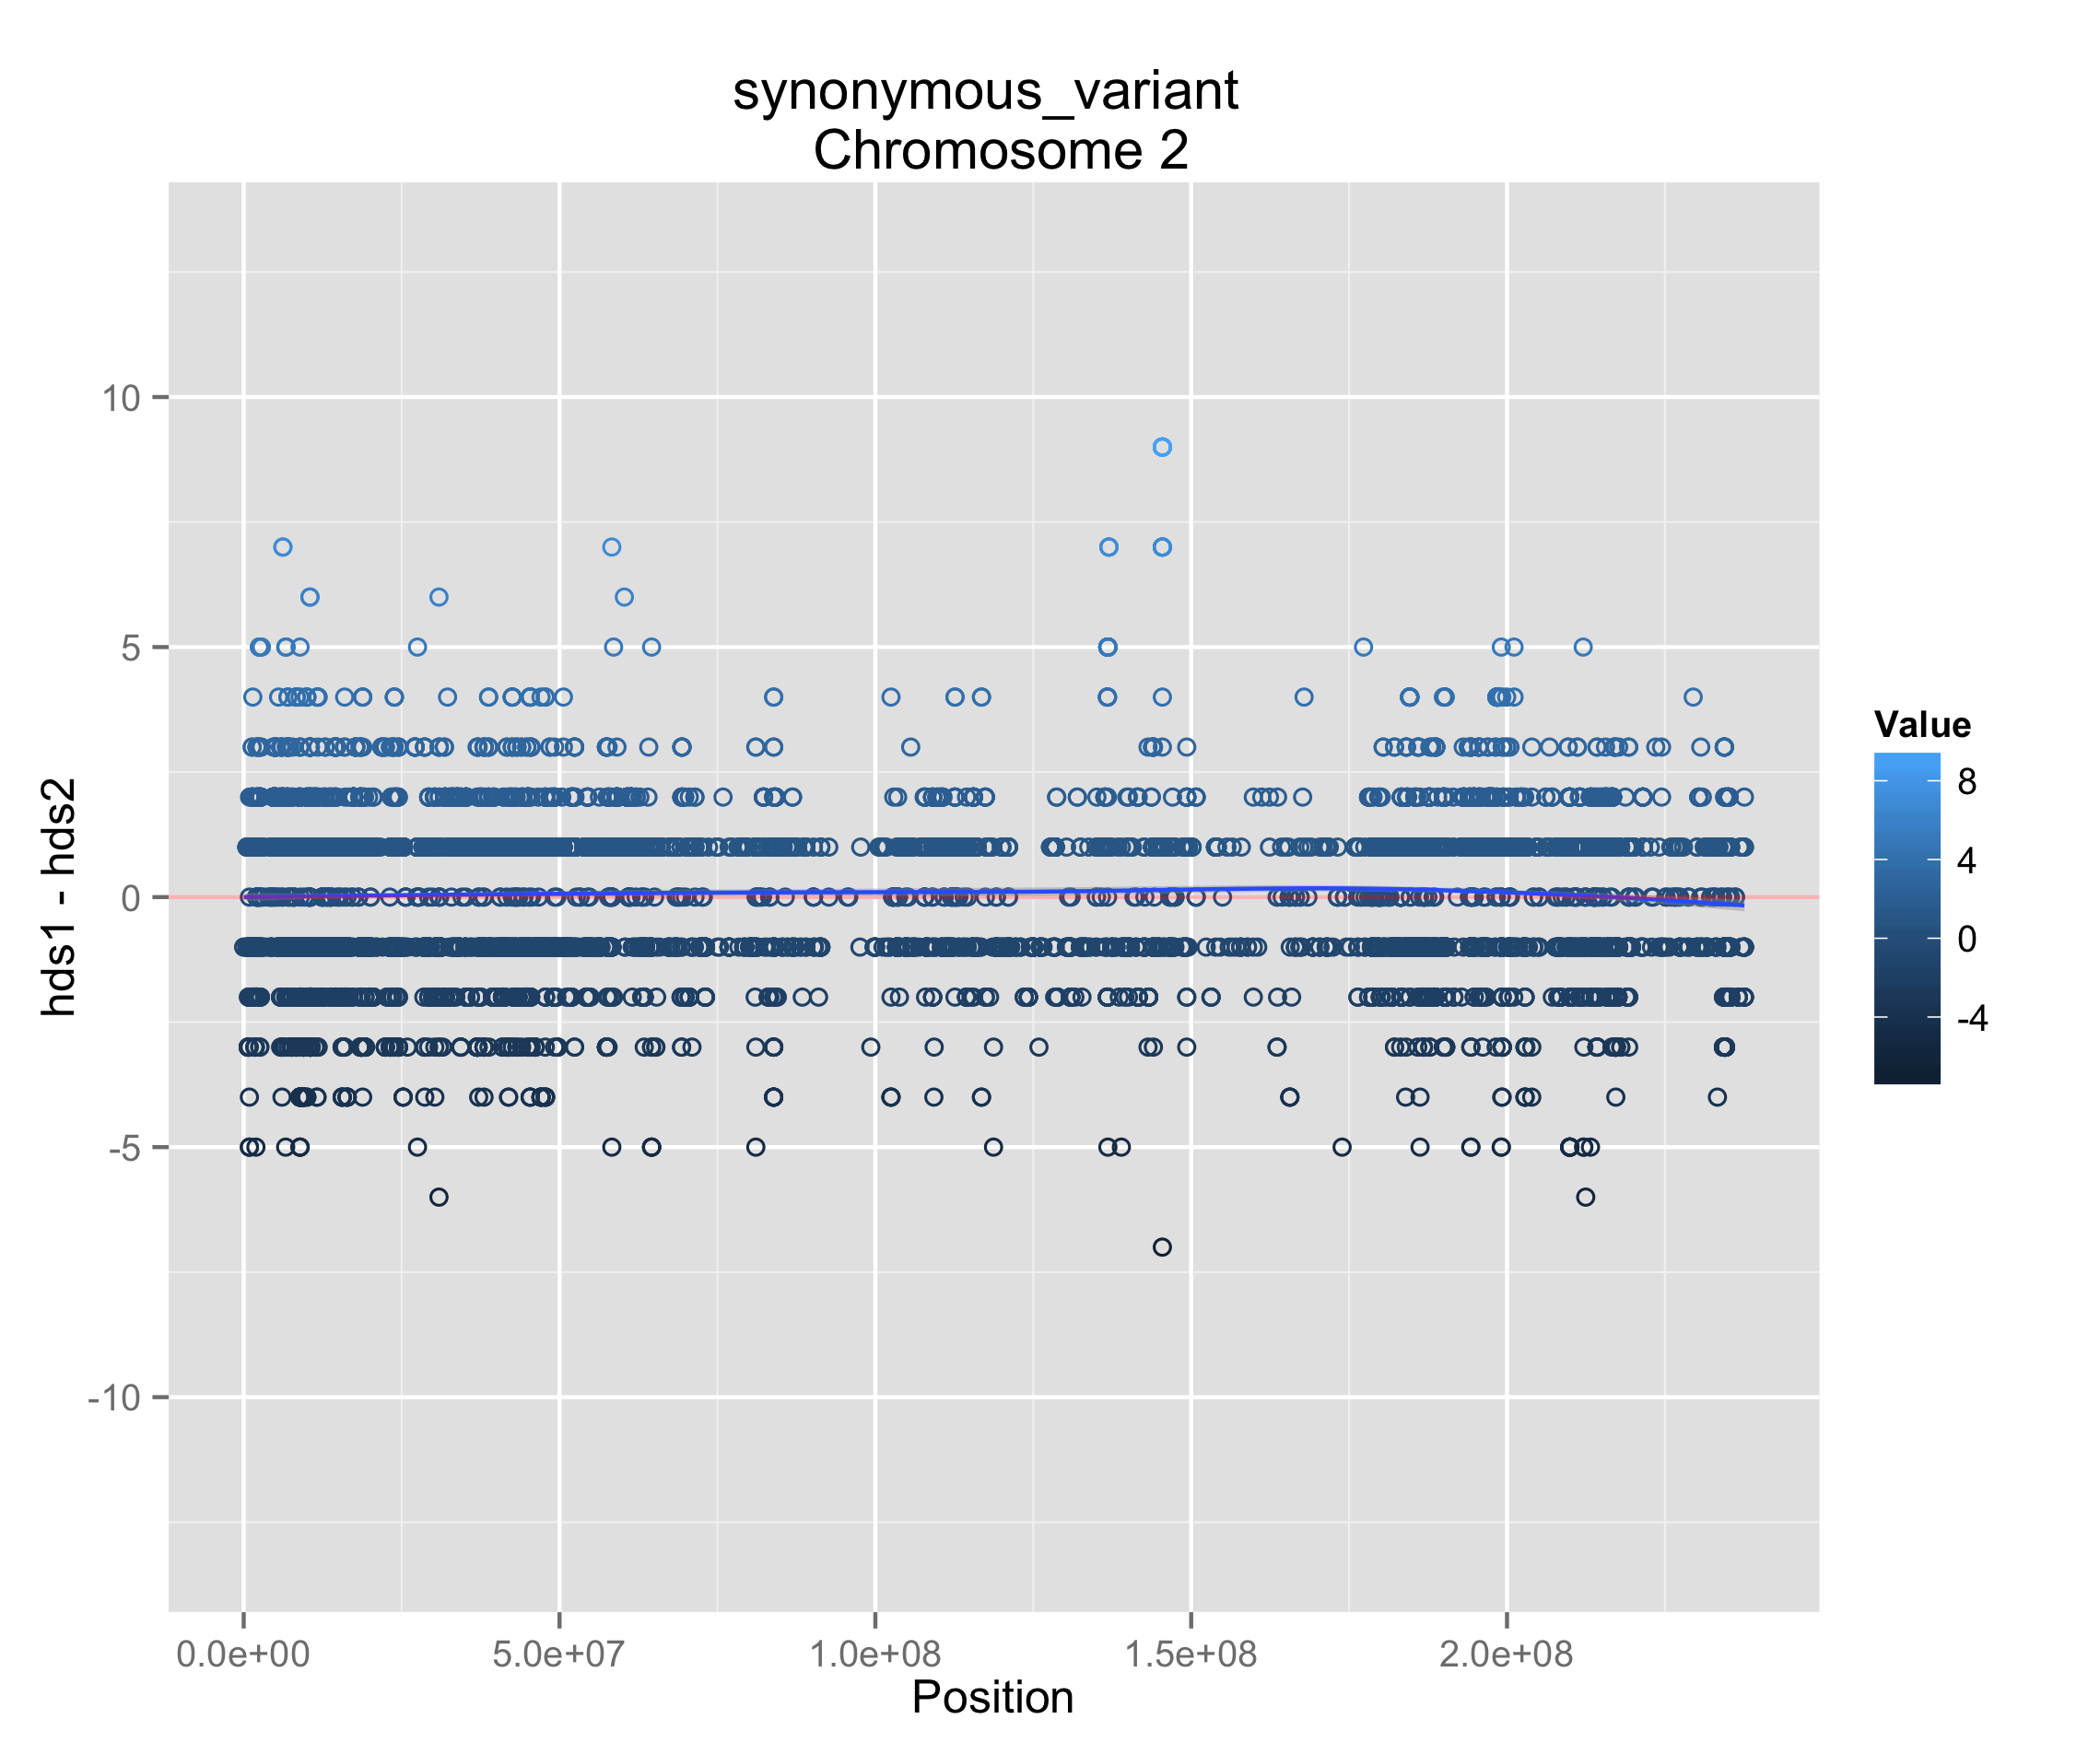 synonymous_variant
Chromosome 2
hds1 - hds2
10
5
0
-5
-10
0.0e+00
5.0e+07
1.0e+08
1.5e+08
2.0e+08
Position
Value
8
4
0
-4